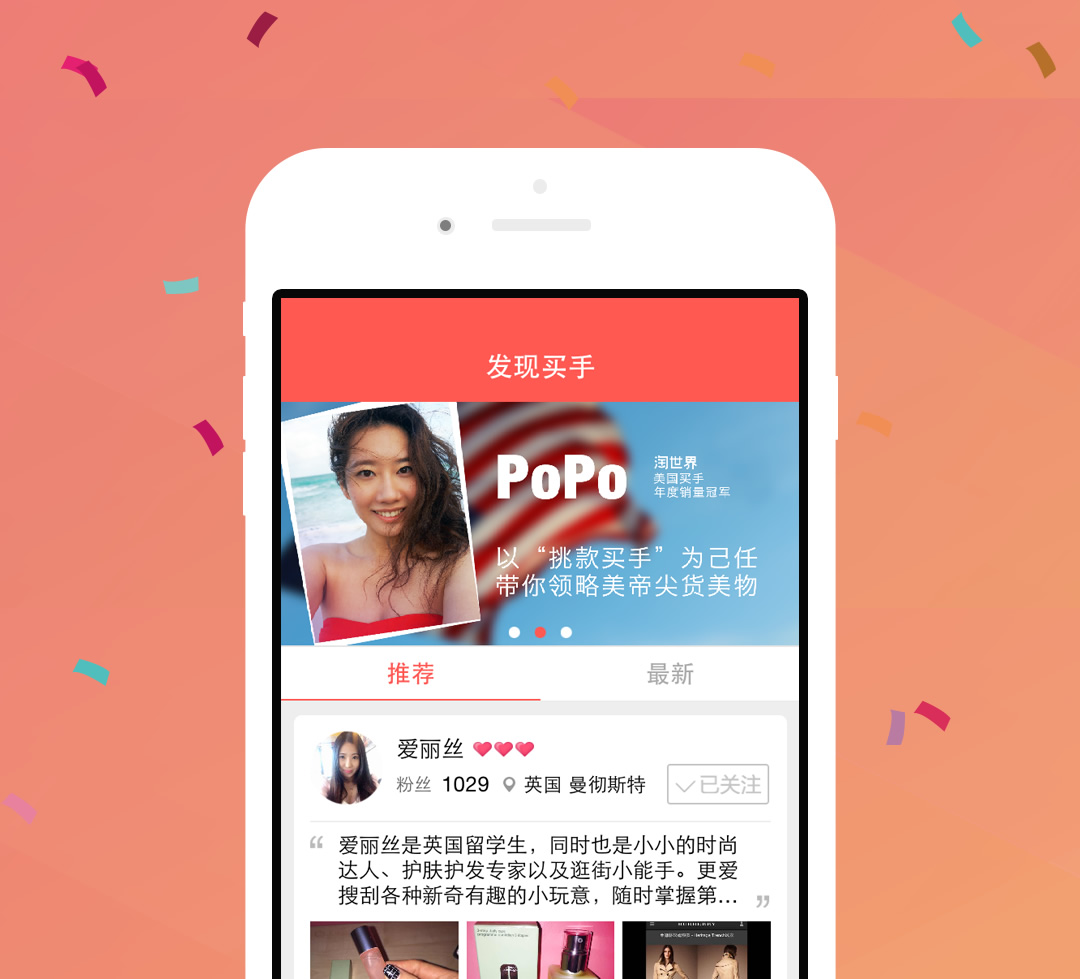 发现买手
PoPo
淘世界
美国买手
年度销量冠军
以“挑款买手”为己任
带你领略美帝尖货美物
推荐
最新
爱丽丝
粉丝 1029 英国 曼彻斯特
已关注
“ 爱丽丝是英国留学生，同时也是小小的时尚
达人、护肤护发专家以及逛街小能手。更爱
搜刮各种新奇有趣的小玩意，随时掌握第... ”